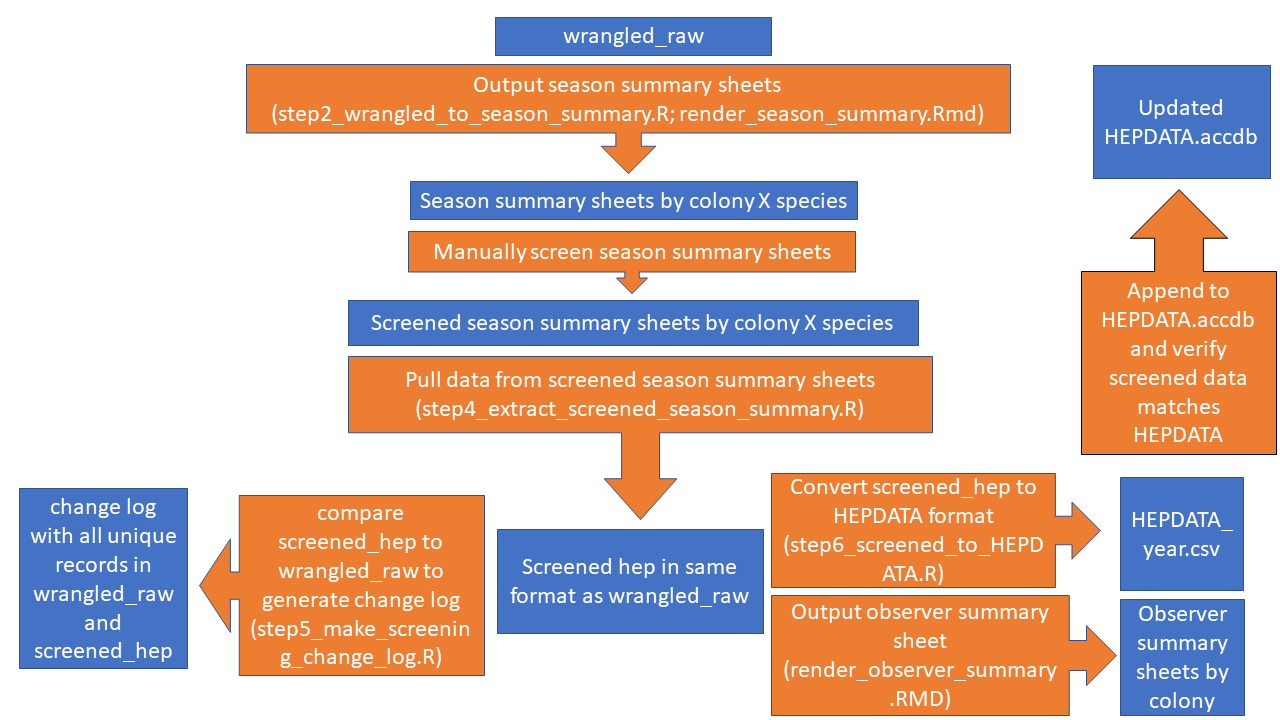 wrangled_raw
Output season summary sheets
(step2_wrangled_to_season_summary.R; render_season_summary.Rmd)
Season summary sheets by colony X species
Manually screen season summary sheets
Screened season summary sheets by colony X species
Pull data from screened season summary sheets
(step4_extract_screened_season_summary.R)
Screened hep in same
format as wrangled_raw
compare
screened_hep to
wrangled_raw to
generate change log
(step5_make_screenin
g_change_log.R)
change log
with all unique
records in
wrangled_raw
and
screened_hep
Convert screened_hep to
HEPDATA format
(step6_screened_to_HEPD
ATA.R)
HEPDATA_
year.csv
Output observer summary
sheet
(render_observer_summary
.RMD)
Observer
summary
sheets by
colony
Append to
HEPDATA.accdb
and verify
screened data
matches
HEPDATA
Updated
HEPDATA.accdb